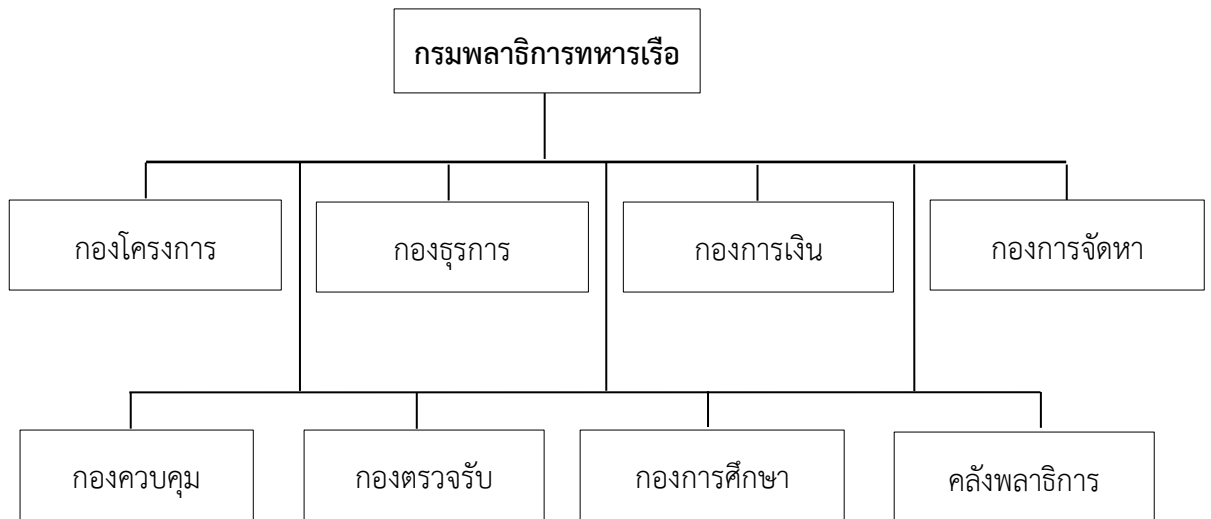 กรมพลาธิการทหารเรือ
กองโครงการ
กองธุรการ
กองการเงิน
กองการจัดหา
กองควบคุม
กองตรวจรับ
กองการศึกษา
คลังพลาธิการ